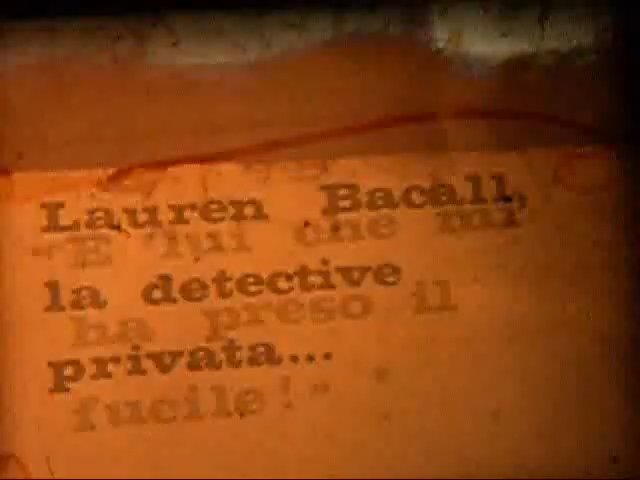 Lauren Bacall,
"E 'lui che mi
la detective
ha preso il
privata...
fucile!"